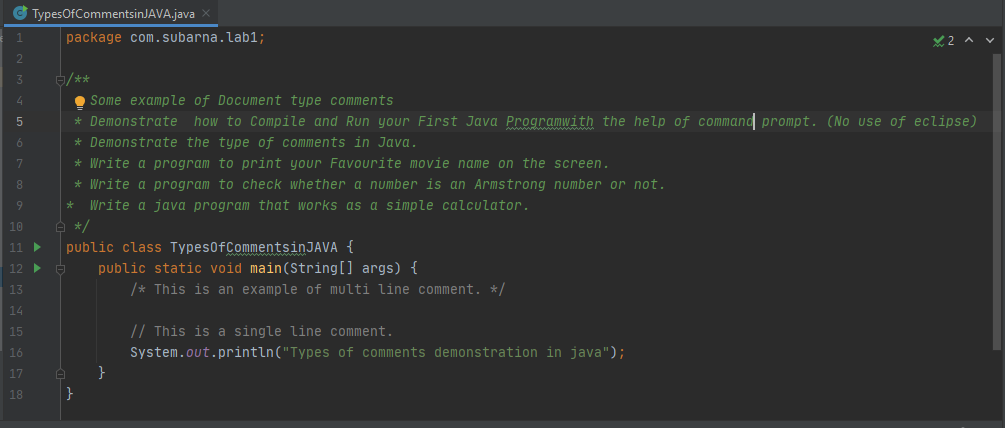 TypesOfCommentsinJAVA.java
1 package com.subarna.lab1;
2
2
3 /**
4 Some example of Document type comments
5 * Demonstrate  how to Compile and Run your First Java Programwith the help of command prompt. (No use of eclipse)
6 * Demonstrate the type of comments in Java.
7 * Write a program to print your Favourite movie name on the screen.
8 * Write a program to check whether a number is an Armstrong number or not.
9 *  Write a java program that works as a simple calculator.
10 */
11 public class TypesOfCommentsinJAVA {
12 public static void main(String[] args) {
13 /* This is an example of multi line comment. */
14
15 // This is a single line comment.
16 System.out.println("Types of comments demonstration in java");
17 }
18 }